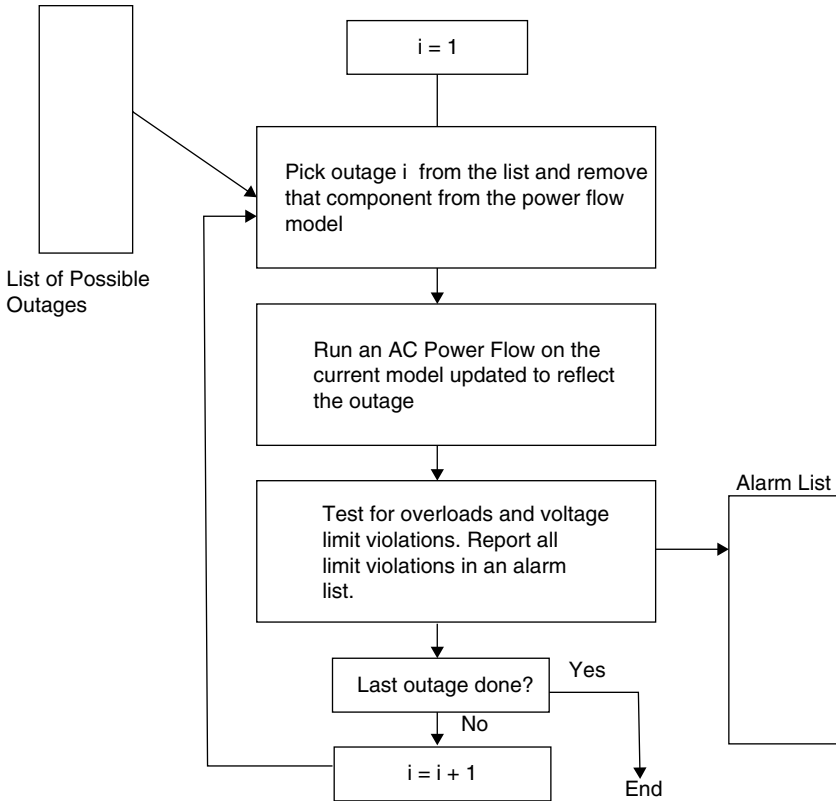 i = 1
Pick outage i from the list and remove
that component from the power flow
model
List of Possible
Outages
Run an AC Power Flow on the
current model updated to reflect
the outage
Alarm List
Test for overloads and voltage
limit violations. Report all
limit violations in an alarm
list.
Last outage done?
Yes
No
i = i + 1
End